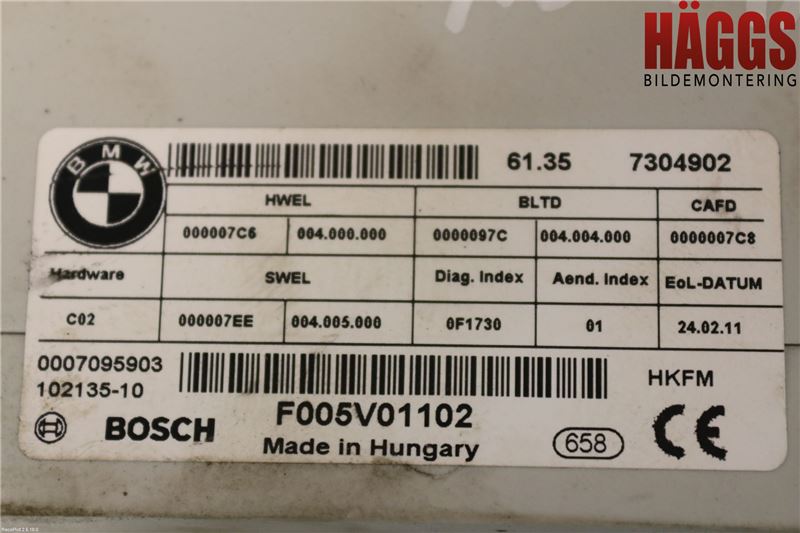 HÄGGS
BILDEMONTERING
BMW
61.35 7304902
HWEL BLTD CAFD
000007C6 004.000.000 0000097C 004.004.000 0000007C8
Hardware SWEL Diag. Index Aend. Index EoL-DATUM
C02 000007EE 004.005.000 0F1730 01 24.02.11
0007095903
102135-10
HKFM
BOSCH F005V01102
Made in Hungary
658
CE